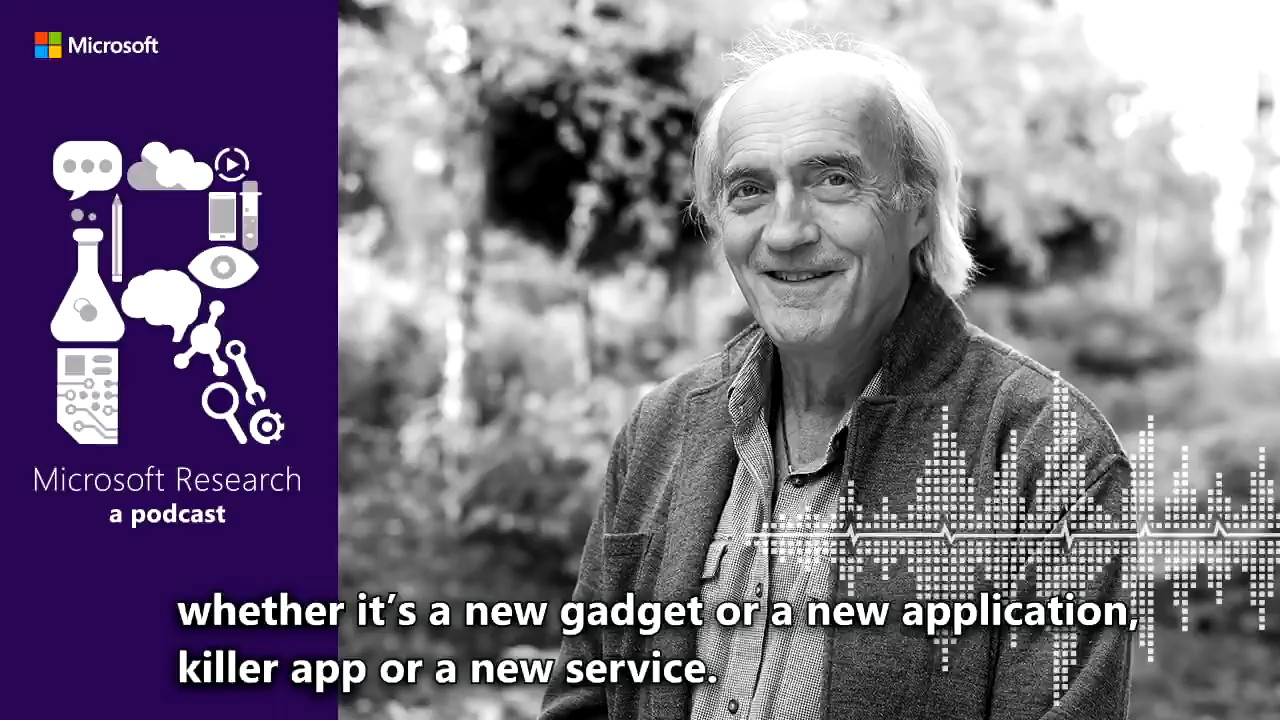 Microsoft
Microsoft Research
a podcast
whether it’s a new gadget or a new application,
killer app or a new service.